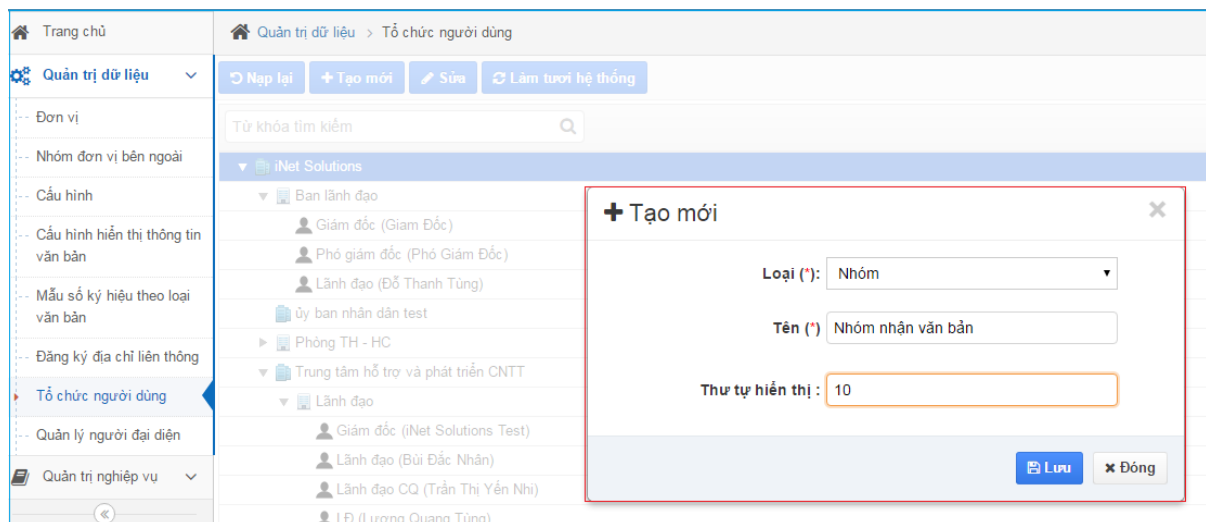 Trang chủ
Quản trị dữ liệu
Đơn vị
Nhóm đơn vị bên ngoài
Cấu hình
Cấu hình hiển thị thông tin
văn bản
Mẫu số ký hiệu theo loại
văn bản
Đăng ký địa chỉ liên thông
Tổ chức người dùng
Quản lý người đại diện
Quản trị nghiệp vụ
Quản trị dữ liệu > Tổ chức người dùng
Nạp lại
Tạo mới
Sửa
Làm tươi hệ thống
Từ khóa tìm kiếm
iNet Solutions
Ban lãnh đạo
Giám đốc (Giam Đốc)
Phó giám đốc (Phó Giám Đốc)
Lãnh đạo (Đỗ Thanh Tùng)
ủy ban nhân dân test
Phòng TH - HC
Trung tâm hỗ trợ và phát triển CNTT
Lãnh đạo
Giám đốc (iNet Solutions Test)
Lãnh đạo (Bùi Đắc Nhân)
Lãnh đạo CQ (Trần Thị Yến Nhi)
LĐ (Lương Quang Tùng)
Tạo mới
Loại (*): Nhóm
Tên (*) Nhóm nhận văn bản
Thư tự hiển thị : 10
Lưu
Đóng